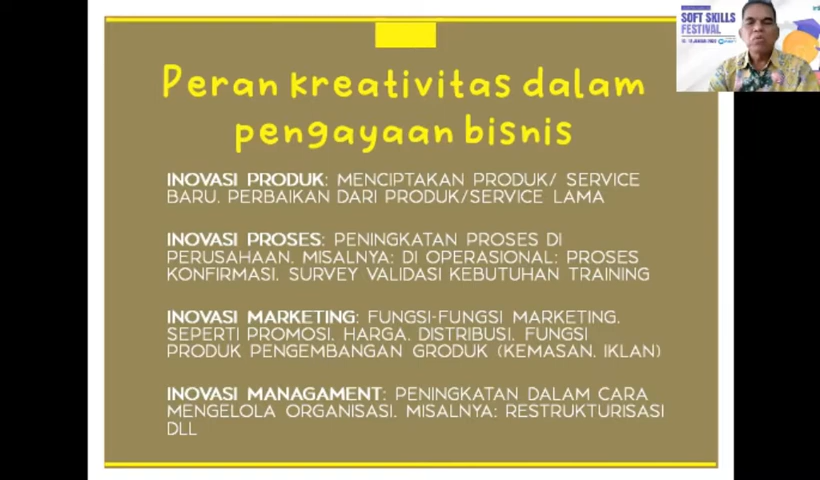 Peran kreativitas dalam
pengayaan bisnis
INOVASI PRODUK: MENCIPTAKAN PRODUK/ SERVICE
BARU. PERBAIKAN DARI PRODUK/SERVICE LAMA
INOVASI PROSES: PENINGKATAN PROSES DI
PERUSAHAAN. MISALNYA: DI OPERASIONAL: PROSES
KONFIRMASI. SURVEY VALIDASI KEBUTUHAN TRAINING
INOVASI MARKETING: FUNGSI-FUNGSI MARKETING.
SEPERTI PROMOSI. HARGA. DISTRIBUSI. FUNGSI
PRODUK PENGEMBANGAN GRODUK (KEMASAN. IKLAN)
INOVASI MANAGAMENT: PENINGKATAN DALAM CARA
MENGELOLA ORGANISASI. MISALNYA: RESTRUKTURISASI
DLL
SOFT SKILLS
FESTIVAL